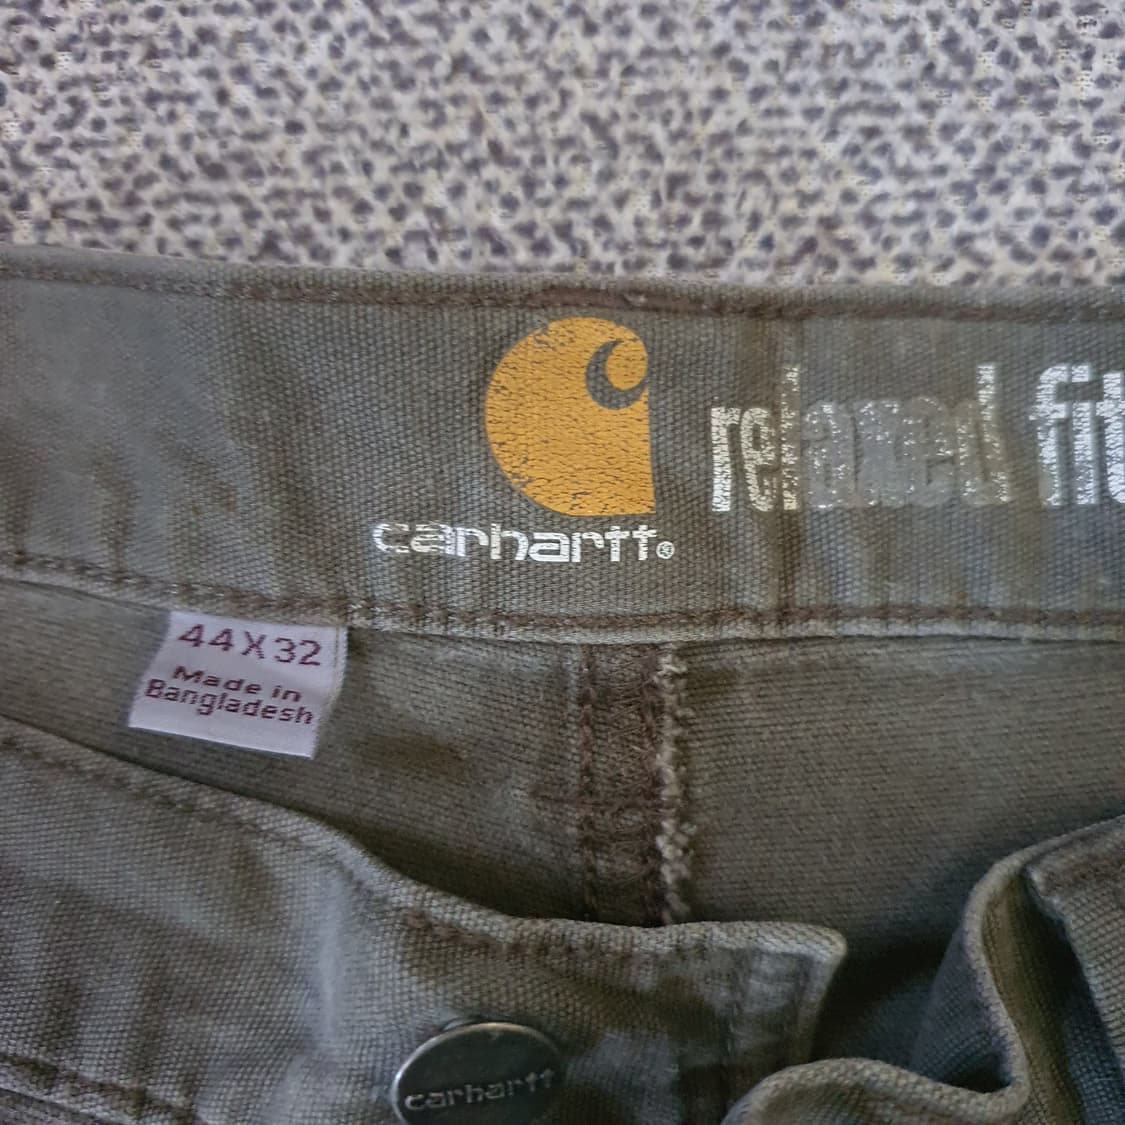 carhartt®
relaxed fit
44X32
Made in
Bangladesh
carhartt